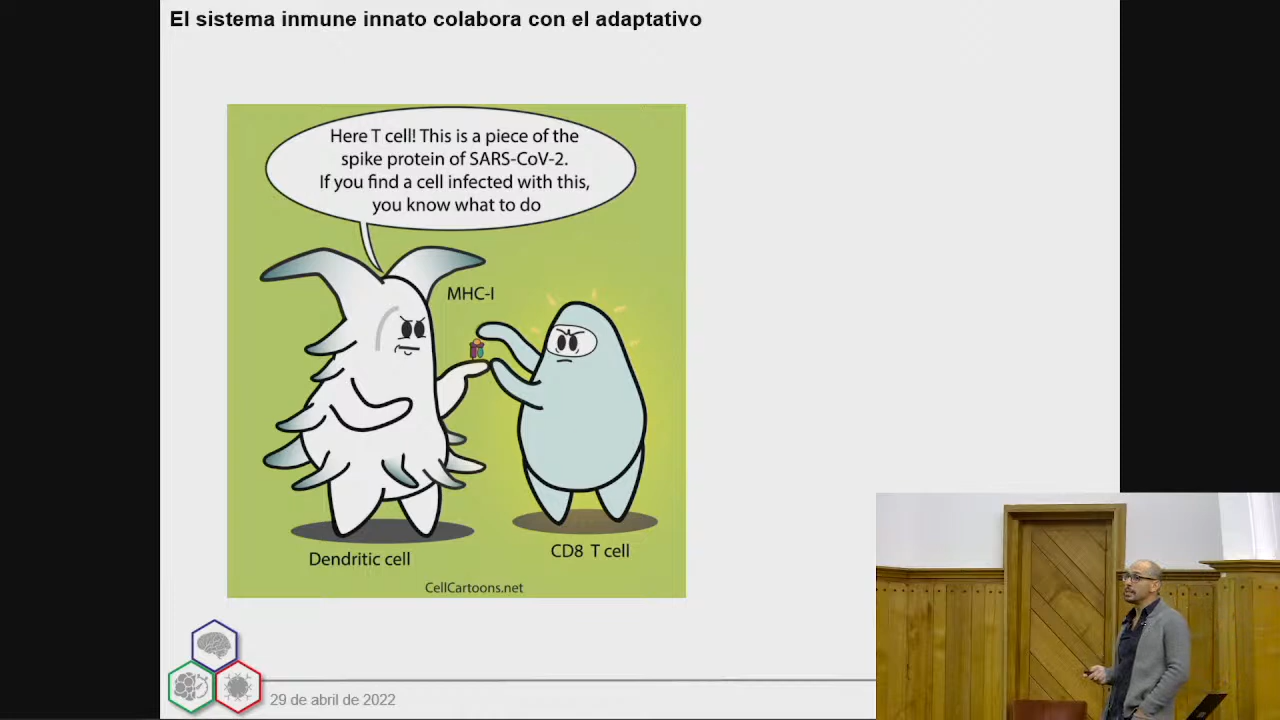 El sistema inmune innato colabora con el adaptativo
Here T cell! This is a piece of the
spike protein of SARS-CoV-2.
If you find a cell infected with this,
you know what to do
MHC-I
Dendritic cell
CD8 T cell
CellCartoons.net
29 de abril de 2022